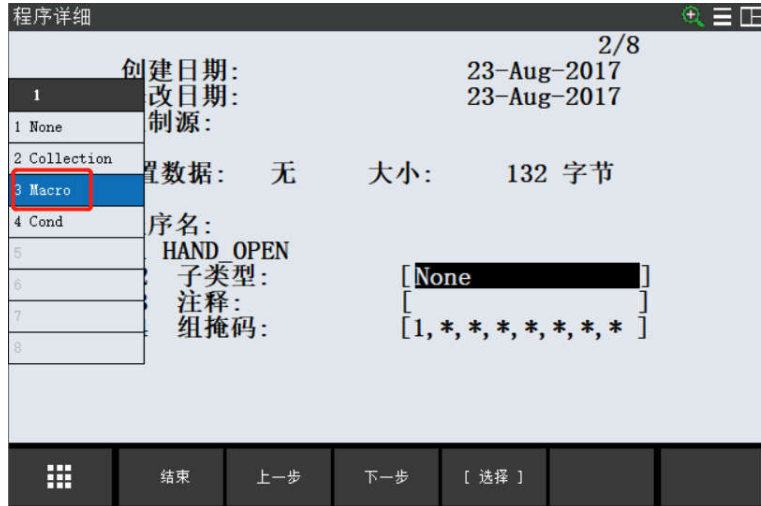 程序详细
2/8
创建日期: 23-Aug-2017
改日期: 23-Aug-2017
制源:
置数据: 无 大小: 132 字节
序名:
HAND_OPEN
子类型: [None ]
注释: [ ]
组掩码: [1,*,*,*,*,*,*,* ]
1
1 None
2 Collection
3 Macro
4 Cond
5
6
7
8
结束 上一步 下一步 [ 选择 ]